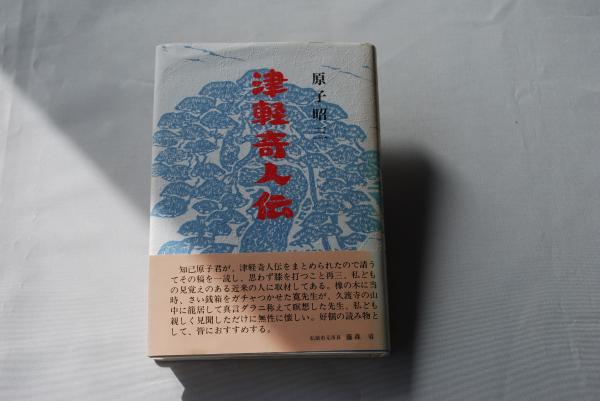 原子昭三
津軽奇人伝
知己原子君が、津軽奇人伝をまとめられたので請う
てその稿を一読し、思わず膝を打つこと再三、私ども
の見覚えのある近来の人に取材してある。橡の木に当
時、さい銭箱をガチャつかせた寛先生が、久渡寺の山
中に籠居して真言ダラニ称えて瞑想した先生、私ども
親しく見聞しただけに無性に懐しい。好個の読み物と
して、皆におすすめする。
弘前市元市長 藤森 睿